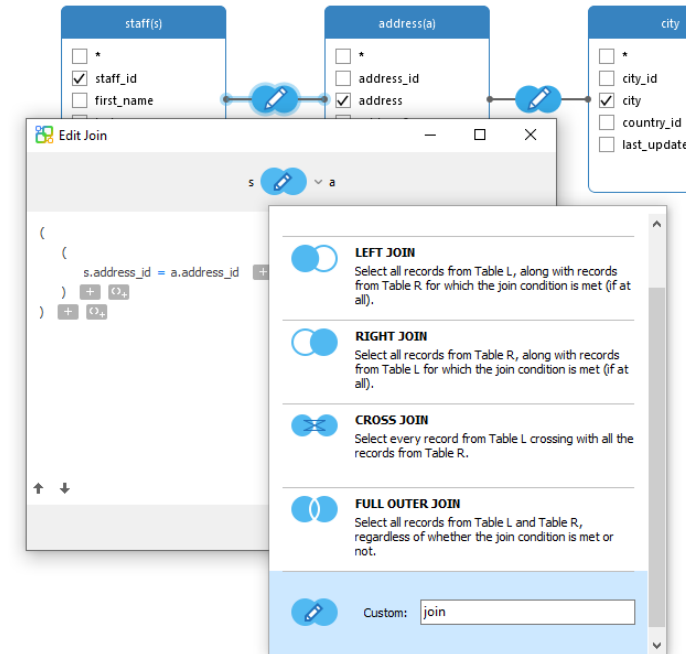 staff(s)
address(a)
city
*
staff_id
first_name
*
address_id
address
*
city_id
city
country_id
last_update
Edit Join
s
a
(
(
s.address_id = a.address_id +
) +
) +
LEFT JOIN
Select all records from Table L, along with records
from Table R for which the join condition is met (if at
all).
RIGHT JOIN
Select all records from Table R, along with records
from Table L for which the join condition is met (if at
all).
CROSS JOIN
Select every record from Table L crossing with all the
records from Table R.
FULL OUTER JOIN
Select all records from Table L and Table R,
regardless of whether the join condition is met or
not.
Custom: join